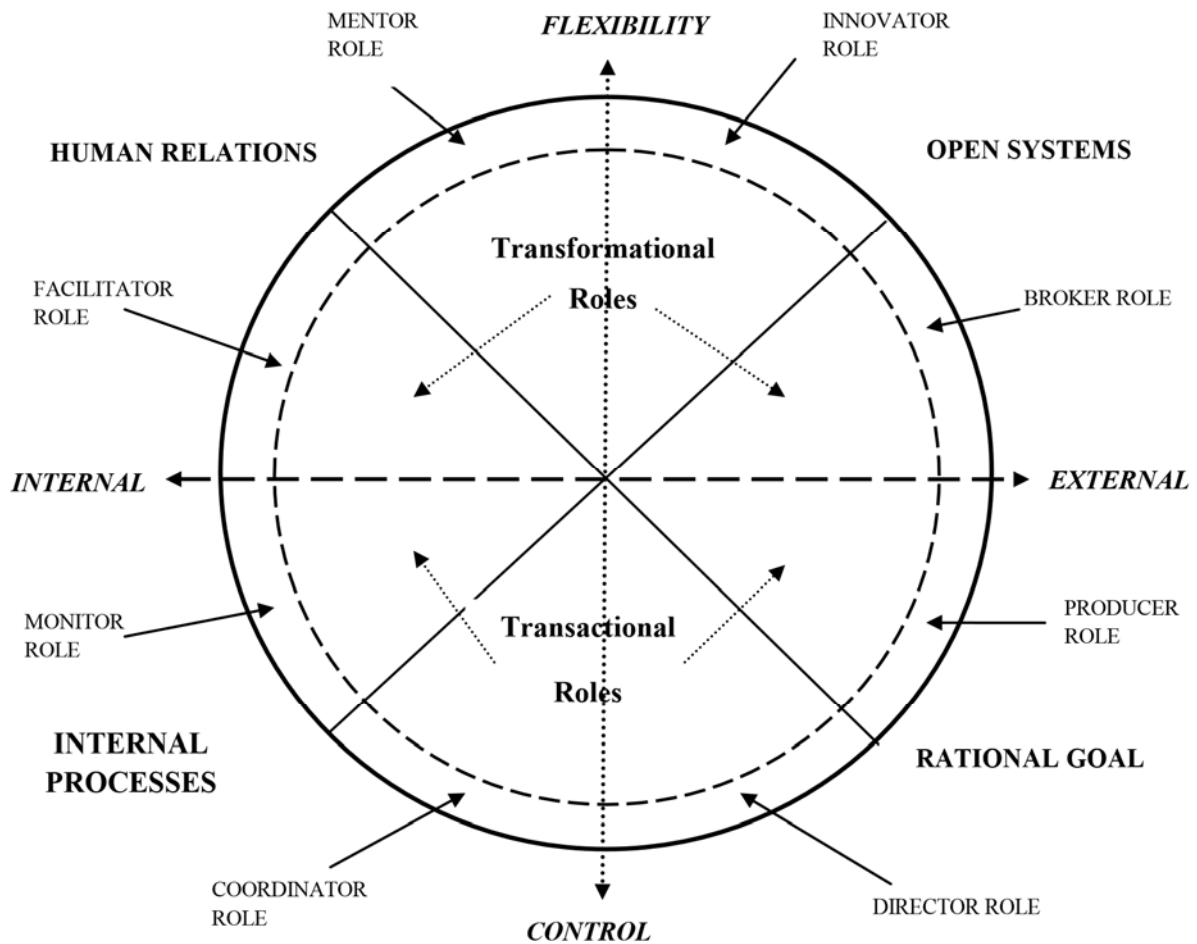 MENTOR
ROLE
FLEXIBILITY
INNOVATOR
ROLE
HUMAN RELATIONS
OPEN SYSTEMS
Transformational
Roles
FACILITATOR
ROLE
BROKER ROLE
INTERNAL
EXTERNAL
MONITOR
ROLE
Transactional
Roles
PRODUCER
ROLE
INTERNAL
PROCESSES
RATIONAL GOAL
COORDINATOR
ROLE
DIRECTOR ROLE
CONTROL